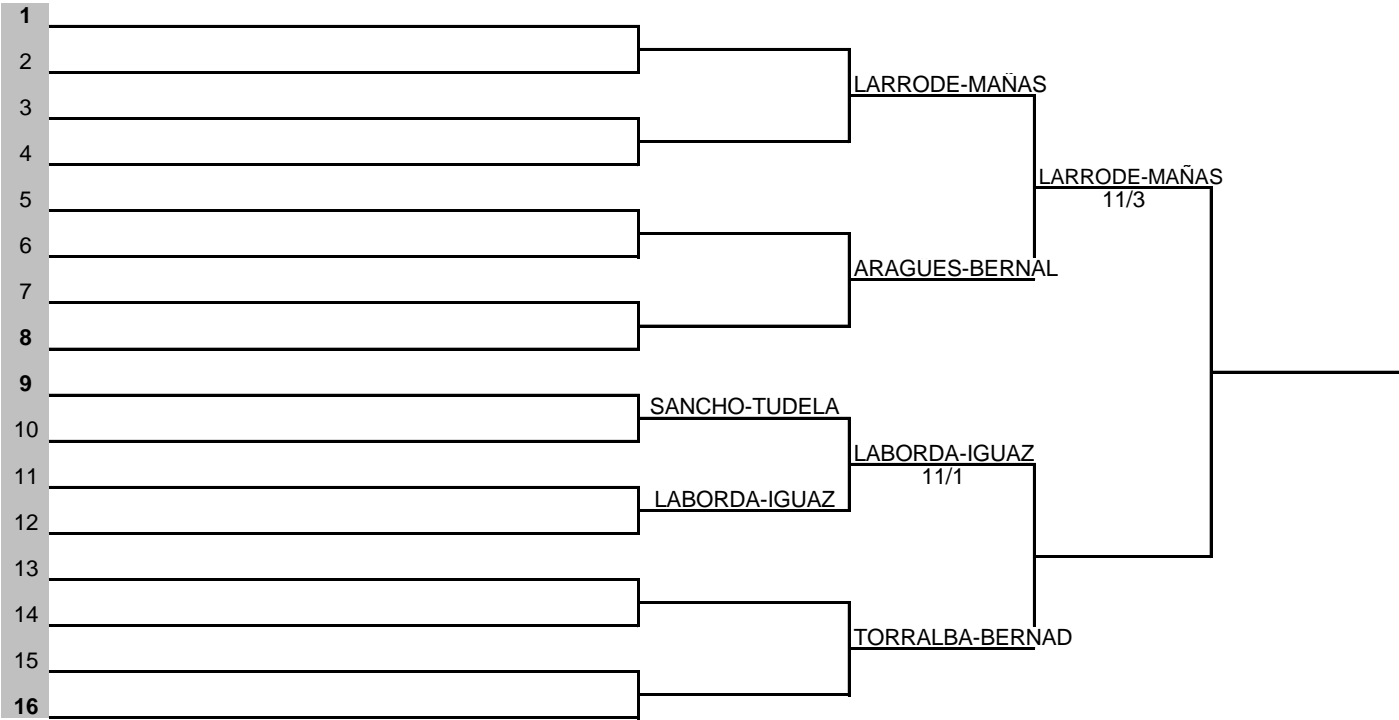 1
2
LARRODE-MAÑAS
3
4
LARRODE-MAÑAS
11/3
5
6
ARAGUES-BERNAL
7
8
9
SANCHO-TUDELA
10
LABORDA-IGUAZ
11/1
11
LABORDA-IGUAZ
12
13
14
TORRALBA-BERNAD
15
16